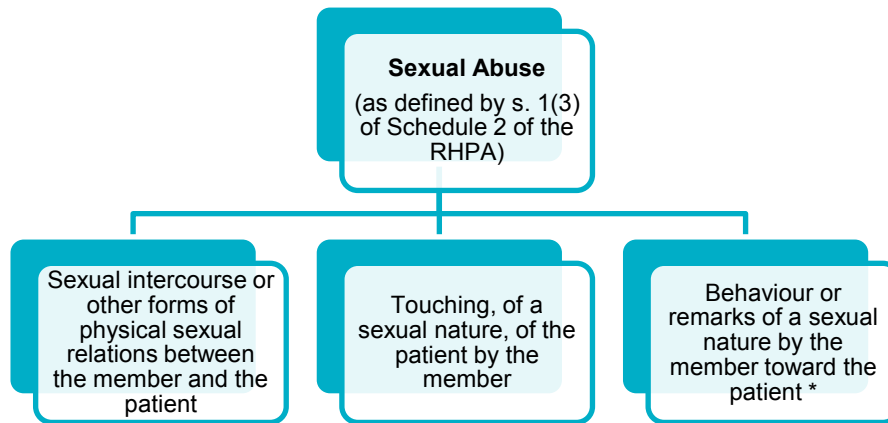 Sexual Abuse
(as defined by s. 1(3)
of Schedule 2 of the
RHPA)
Sexual intercourse or
other forms of
physical sexual
relations between
the member and the
patient
Touching, of a
sexual nature, of the
patient by the
member
Behaviour or
remarks of a sexual
nature by the
member toward the
patient *